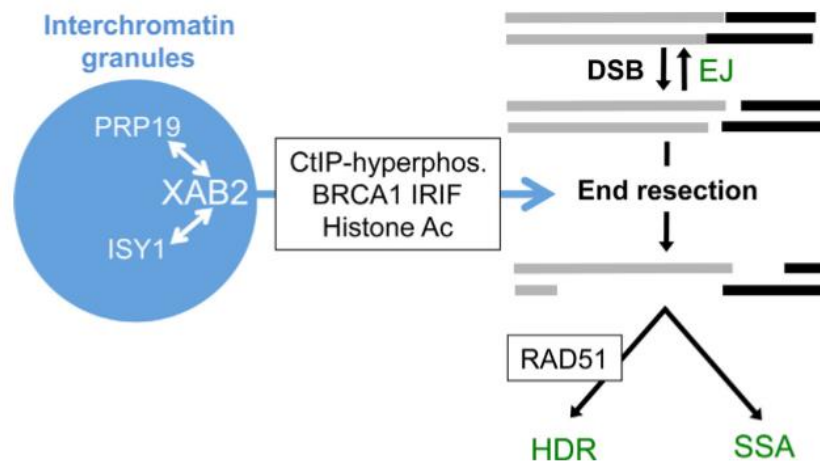 Interchromatin
granules
PRP19
XAB2
ISY1
CtIP-hyperphos.
BRCA1 IRIF
Histone Ac
DSB
EJ
End resection
RAD51
HDR
SSA